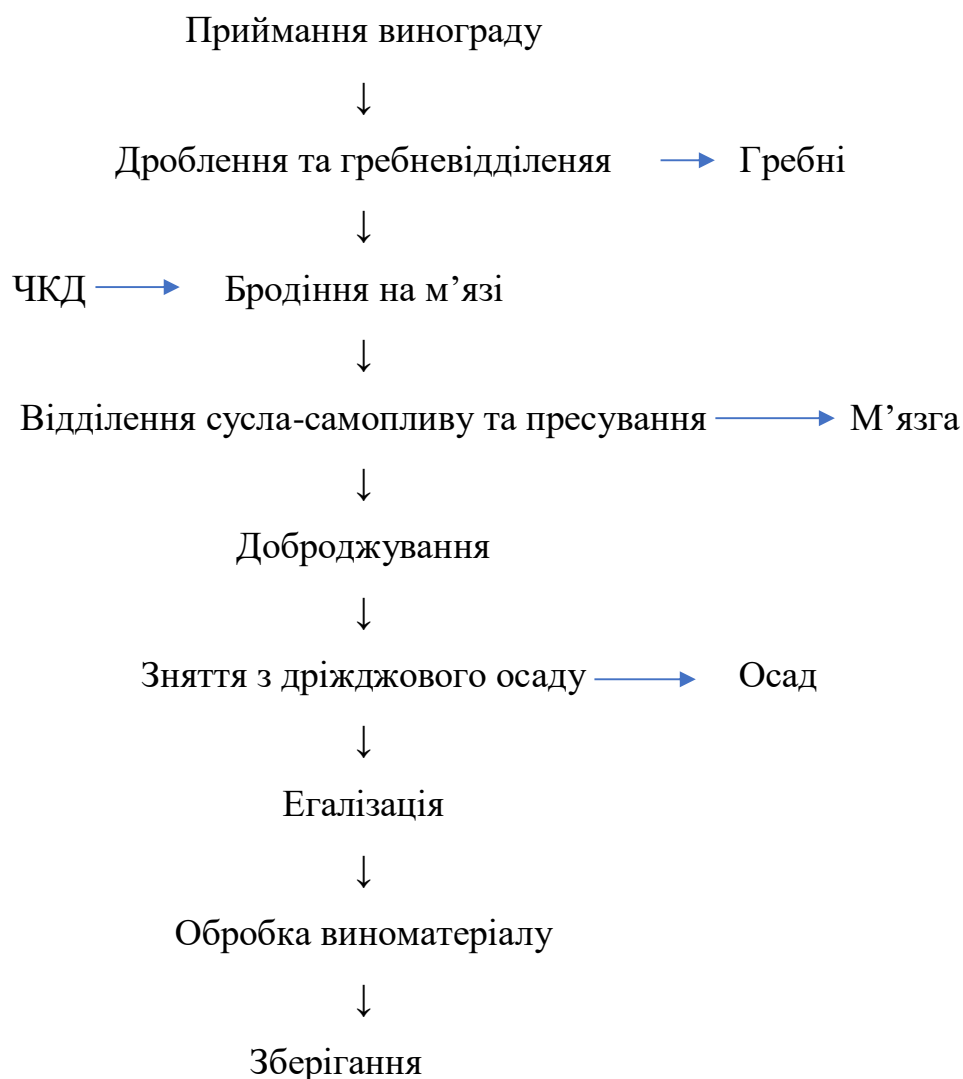 Приймання винограду
↓
Дроблення та гребневідділеняя → Гребні
↓
ЧКД → Бродіння на м’язі
↓
Відділення сусла-самопливу та пресування → М’язга
↓
Доброджування
↓
Зняття з дріжджового осаду → Осад
↓
Егалізація
↓
Обробка виноматеріалу
↓
Зберігання